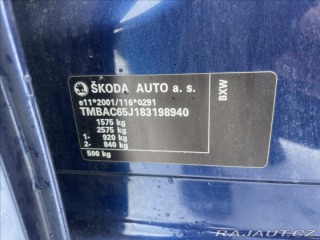 ŠKODA AUTO a. s.
e11*2001/116*0291
TMBAC65J183198940
1575 kg
2575 kg
1- 920 kg
2- 840 kg
500 kg
BXW
RAJAUT.CZ